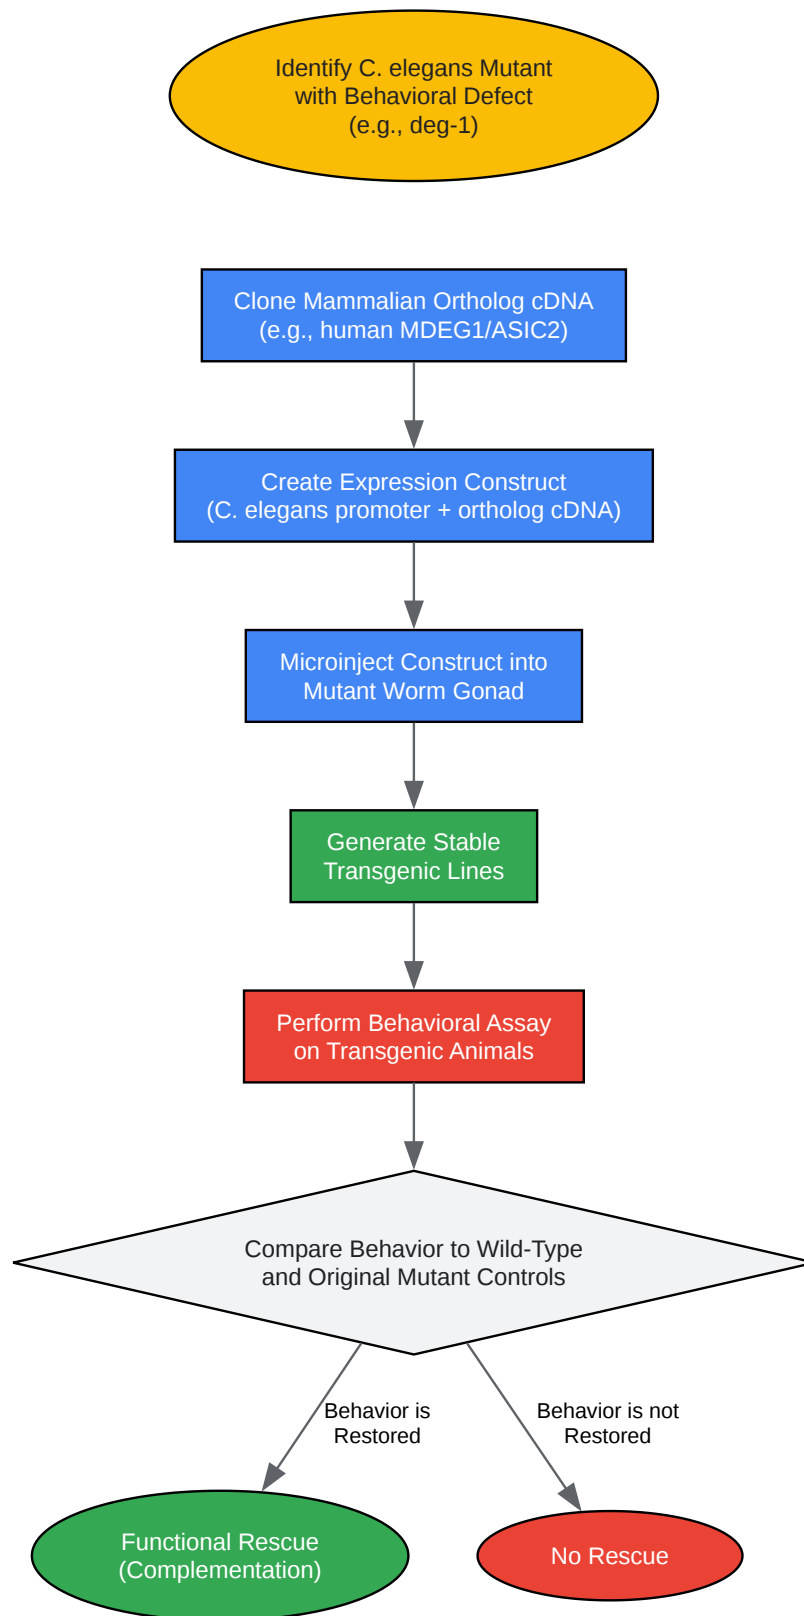 Identify C. elegans Mutant
with Behavioral Defect
(e.g., deg-1)
Clone Mammalian Ortholog cDNA
(e.g., human MDEG1/ASIC2)
Create Expression Construct
(C. elegans promoter + ortholog cDNA)
Microinject Construct into
Mutant Worm Gonad
Generate Stable
Transgenic Lines
Perform Behavioral Assay
on Transgenic Animals
Compare Behavior to Wild-Type
and Original Mutant Controls
Behavior is
Restored
Behavior is not
Restored
Functional Rescue
(Complementation)
No Rescue